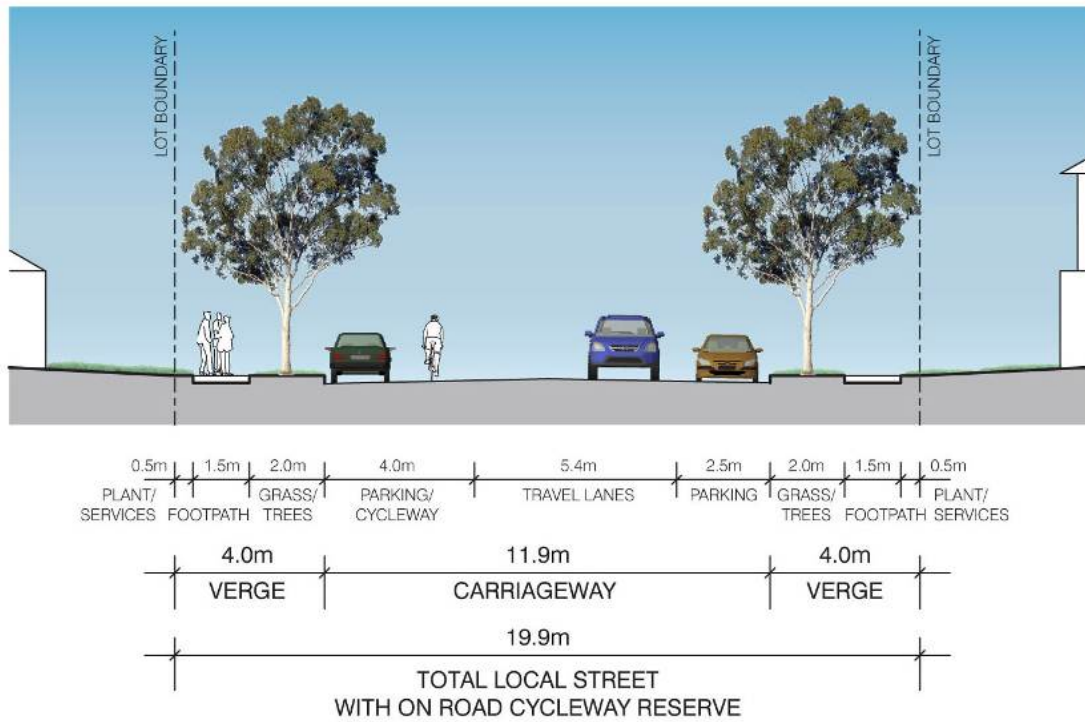 LOT BOUNDARY
LOT BOUNDARY
0.5m 1.5m 2.0m 4.0m 5.4m 2.5m 2.0m 1.5m 0.5m
PLANT/ GRASS/ PARKING/ TRAVEL LANES PARKING GRASS/ PLANT/
SERVICES FOOTPATH TREES CYCLEWAY TREES FOOTPATH SERVICES
4.0m 11.9m 4.0m
VERGE CARRIAGEWAY VERGE
19.9m
TOTAL LOCAL STREET
WITH ON ROAD CYCLEWAY RESERVE